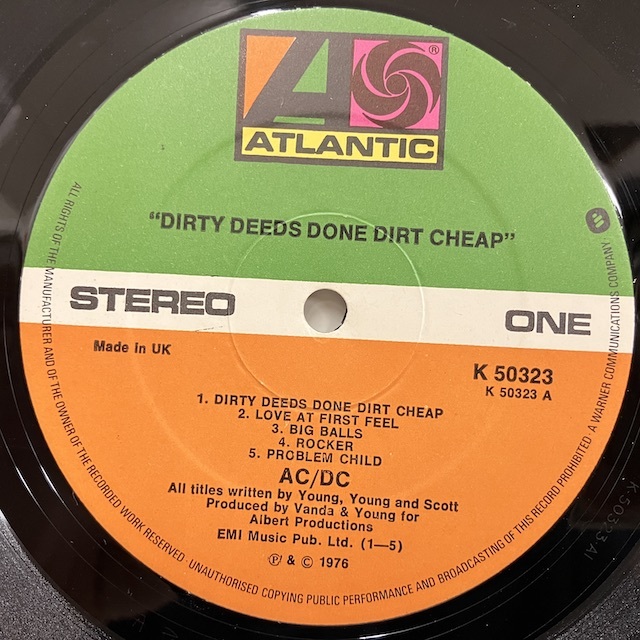 ®
ATLANTIC
"DIRTY DEEDS DONE DIRT CHEAP"
STEREO
ONE
Made in UK
K 50323
K 50323 A
1. DIRTY DEEDS DONE DIRT CHEAP
2. LOVE AT FIRST FEEL
3. BIG BALLS
4. ROCKER
5. PROBLEM CHILD
AC/DC
All titles written by Young, Young and Scott
Produced by Vanda & Young for
Albert Productions
EMI Music Pub. Ltd. (1—5)
℗ & © 1976
ALL RIGHTS OF THE MANUFACTURER AND OF THE OWNER OF THE RECORDED WORK RESERVED · UNAUTHORISED COPYING PUBLIC PERFORMANCE AND BROADCASTING OF THIS RECORD PROHIBITED · A WARNER COMMUNICATIONS COMPANY ·
K 50323 A1